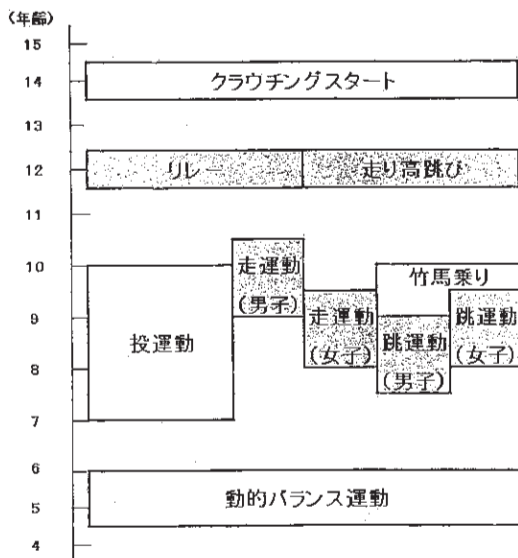 (年齢)
15
14
クラウチングスタート
13
12
リレー
走り高跳び
11
10
走運動
(男子)
竹馬乗り
9
投運動
走運動
(女子)
跳運動
(男子)
跳運動
(女子)
8
7
6
5
動的バランス運動
4